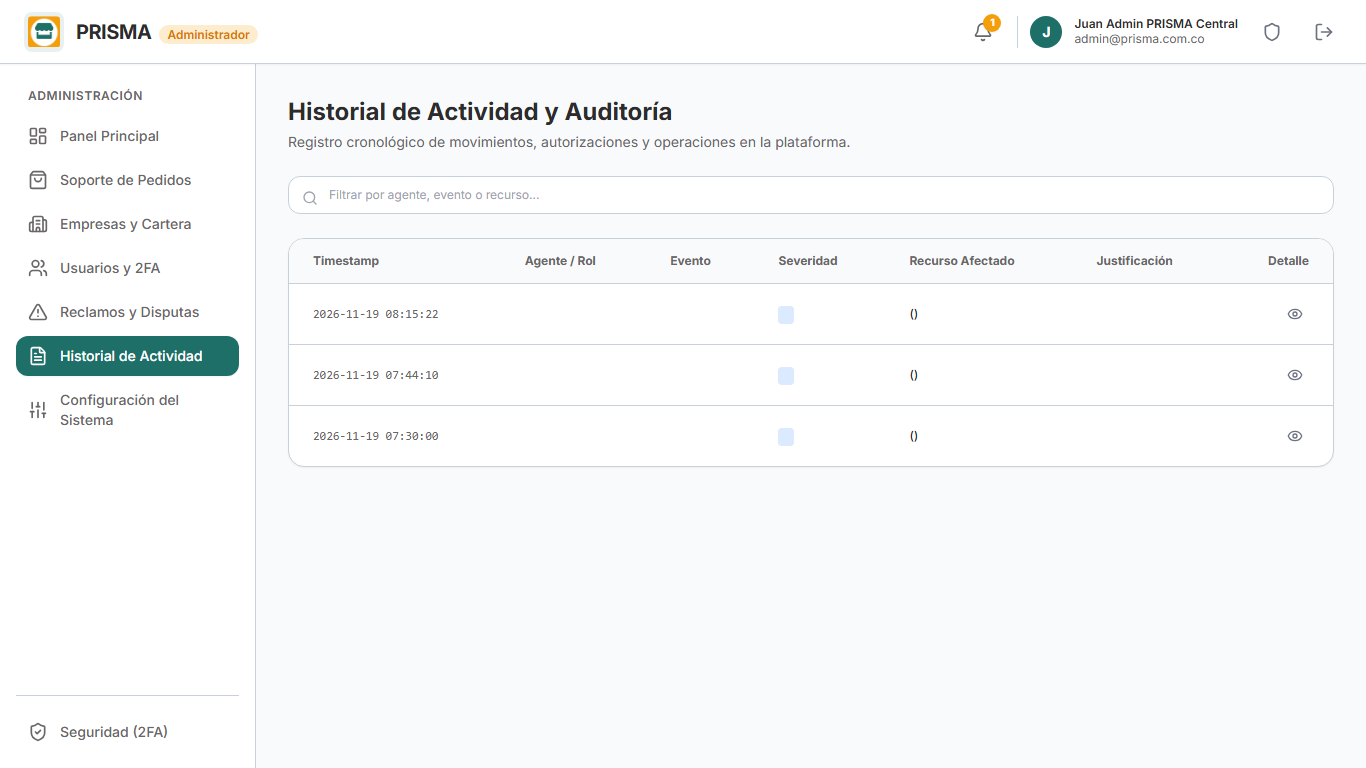 PRISMA Administrador
1
J
Juan Admin PRISMA Central
admin@prisma.com.co
ADMINISTRACIÓN
Panel Principal
Soporte de Pedidos
Empresas y Cartera
Usuarios y 2FA
Reclamos y Disputas
Historial de Actividad
Configuración del
Sistema
Seguridad (2FA)
Historial de Actividad y Auditoría
Registro cronológico de movimientos, autorizaciones y operaciones en la plataforma.
Filtrar por agente, evento o recurso...
Timestamp Agente / Rol Evento Severidad Recurso Afectado Justificación Detalle
2026-11-19 08:15:22 ()
2026-11-19 07:44:10 ()
2026-11-19 07:30:00 ()